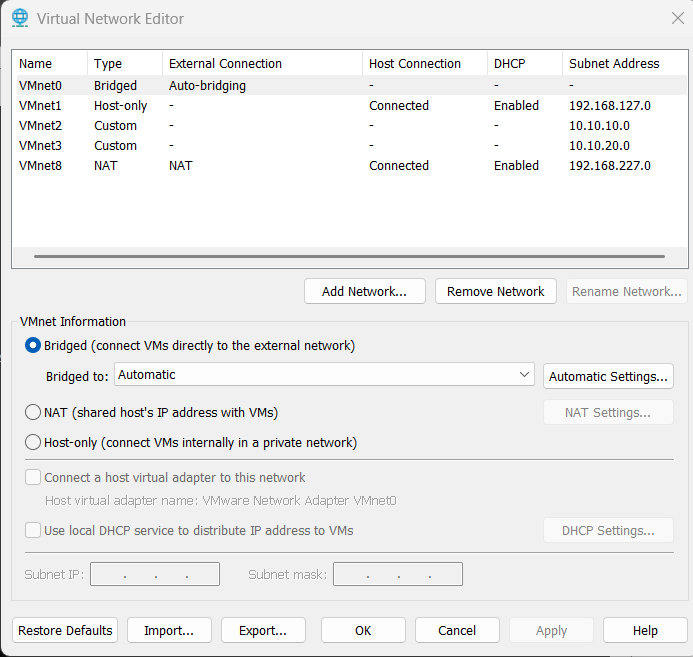 Virtual Network Editor
Name Type External Connection Host Connection DHCP Subnet Address
VMnet0 Bridged Auto-bridging - - -
VMnet1 Host-only - Connected Enabled 192.168.127.0
VMnet2 Custom - - - 10.10.10.0
VMnet3 Custom - - - 10.10.20.0
VMnet8 NAT NAT Connected Enabled 192.168.227.0
Add Network... Remove Network Rename Network...
VMnet Information
Bridged (connect VMs directly to the external network)
Bridged to: Automatic Automatic Settings...
NAT (shared host's IP address with VMs) NAT Settings...
Host-only (connect VMs internally in a private network)
Connect a host virtual adapter to this network
Host virtual adapter name: VMware Network Adapter VMnet0
Use local DHCP service to distribute IP address to VMs DHCP Settings...
Subnet IP: . . . Subnet mask: . . .
Restore Defaults Import... Export... OK Cancel Apply Help